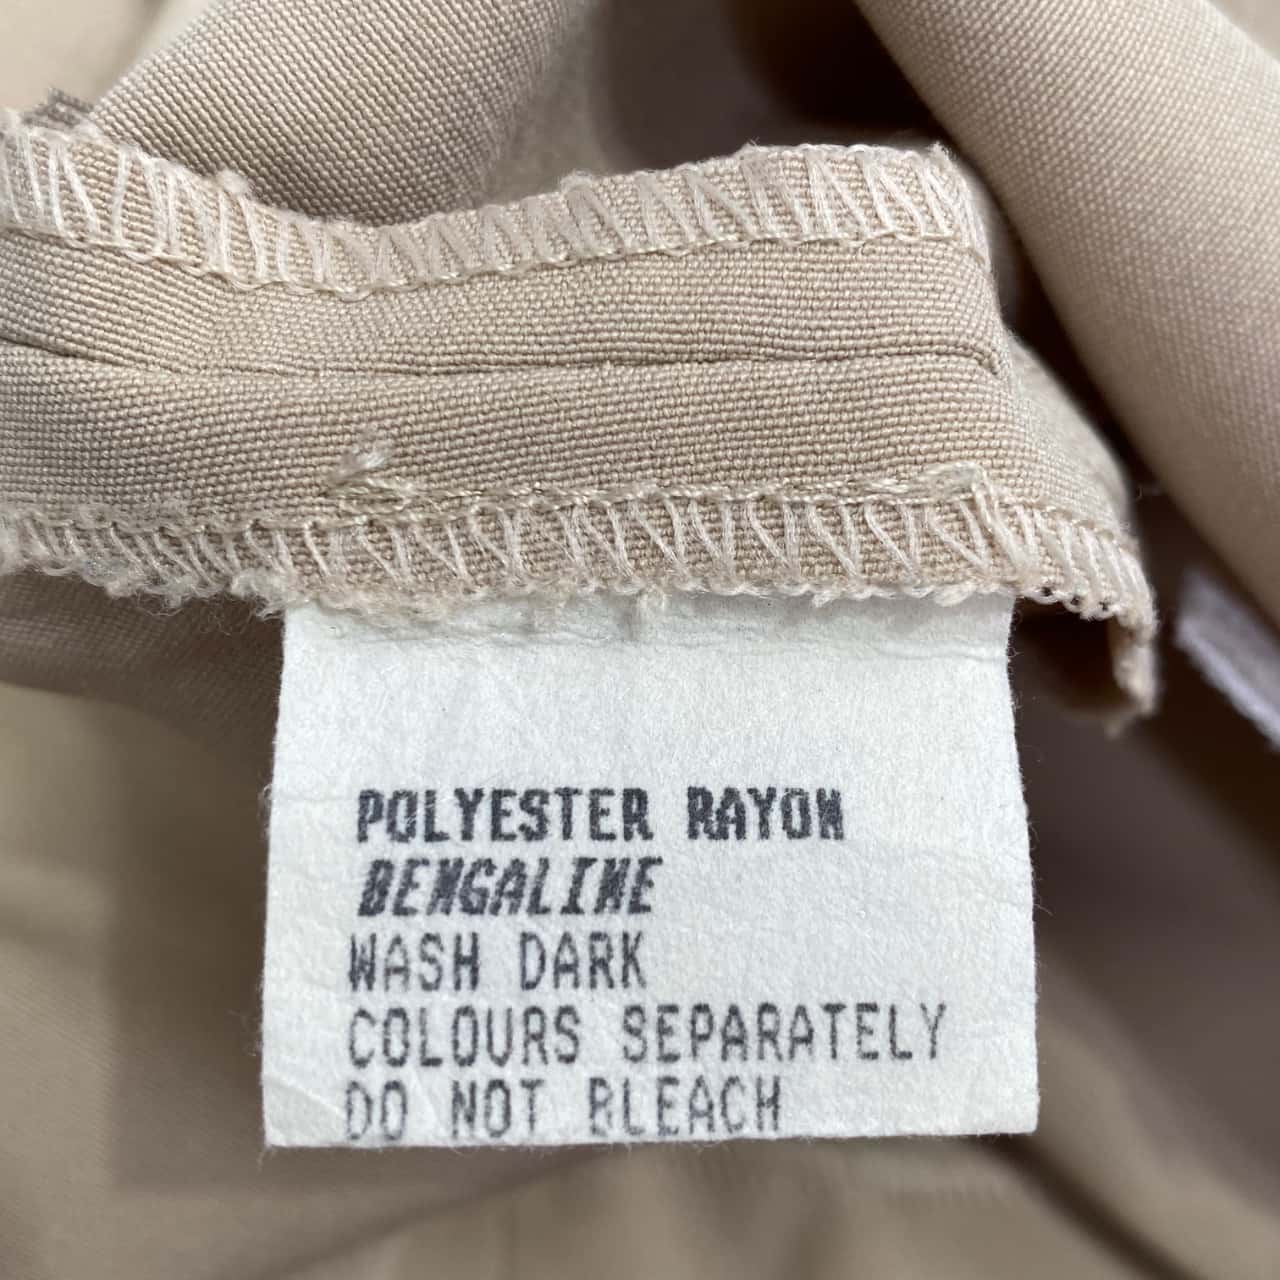 POLYESTER RAYON
BENGALINE
WASH DARK
COLOURS SEPARATELY
DO NOT BLEACH